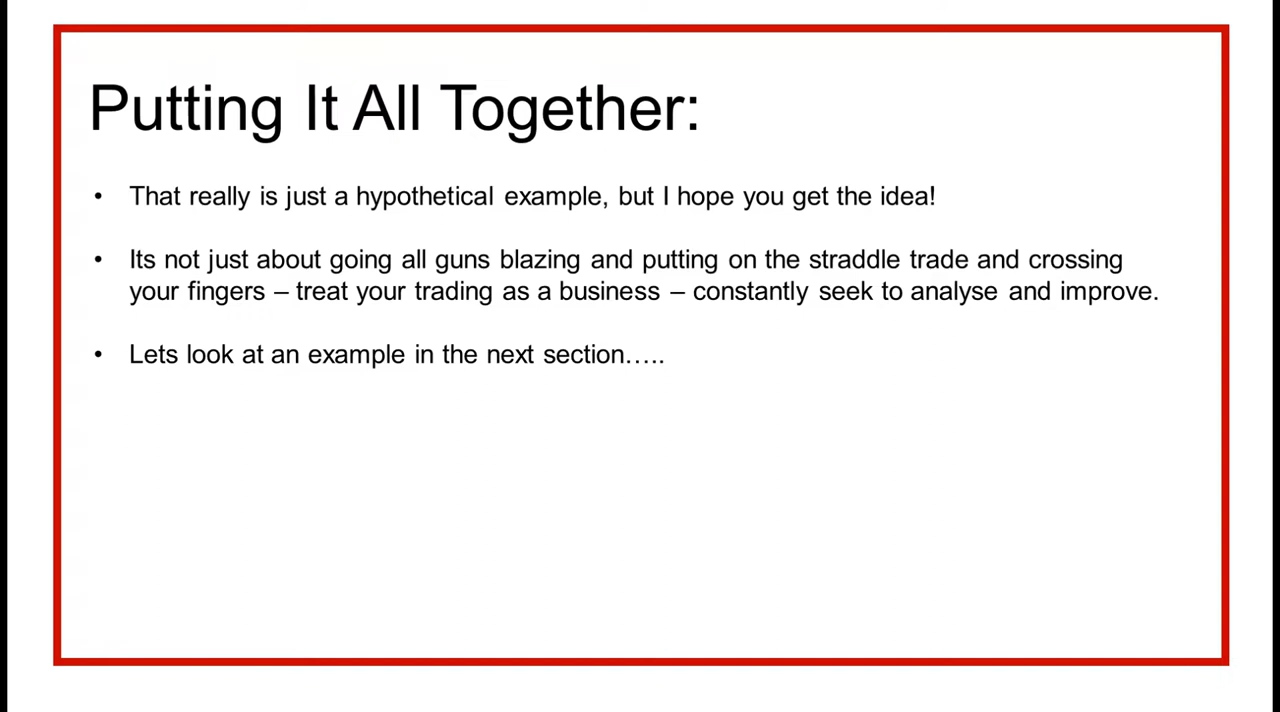 Putting It All Together:
• That really is just a hypothetical example, but I hope you get the idea!
• Its not just about going all guns blazing and putting on the straddle trade and crossing
your fingers – treat your trading as a business – constantly seek to analyse and improve.
• Lets look at an example in the next section…..